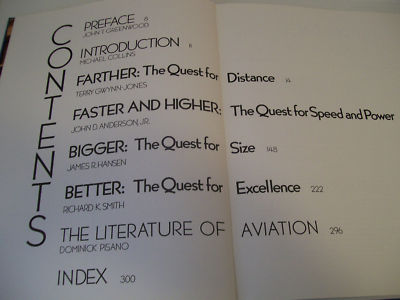 CONTENTS
PREFACE 8
JOHN T. GREENWOOD
INTRODUCTION 11
MICHAEL COLLINS
FARTHER: The Quest for Distance 14
TERRY GWYNN-JONES
FASTER AND HIGHER: The Quest for Speed and Power
JOHN D. ANDERSON, JR.
BIGGER: The Quest for Size 148
JAMES R. HANSEN
BETTER: The Quest for Excellence 222
RICHARD K. SMITH
THE LITERATURE OF AVIATION 296
DOMINICK PISANO
INDEX 300